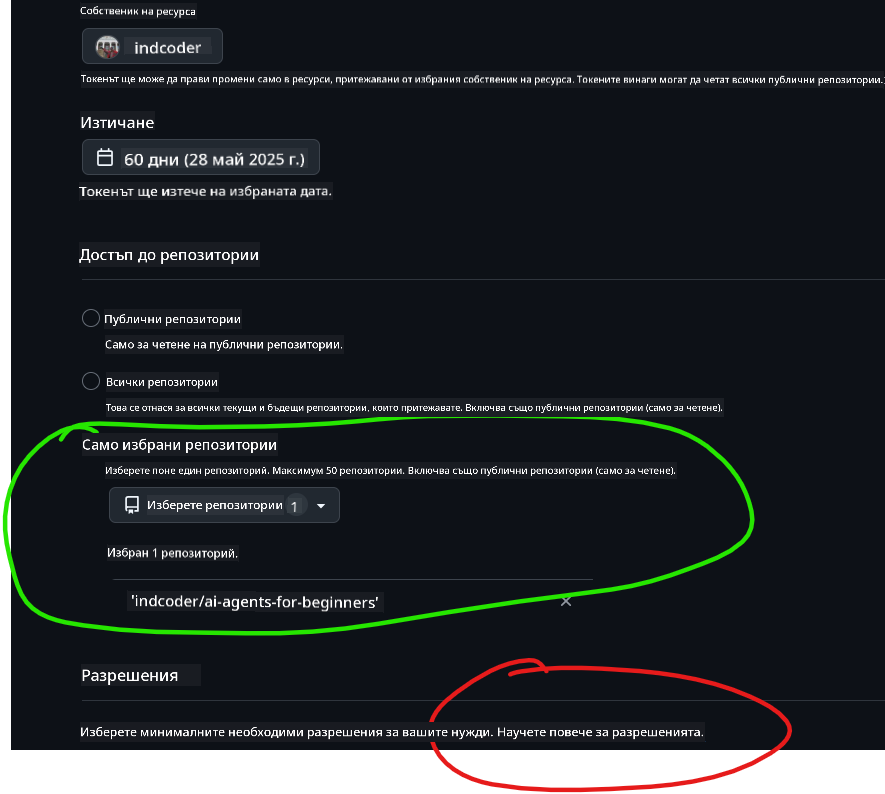 Собственик на ресурса
indcoder
Токенът ще може да прави промени само в ресурси, притежавани от избрания собственик на ресурса. Токените винаги могат да четат всички публични репозитории.
Изтичане
60 дни (28 май 2025 г.)
Токенът ще изтече на избраната дата.
Достъп до репозитории
Публични репозитории
Само за четене на публични репозитории.
Всички репозитории
Това се отнася за всички текущи и бъдещи репозитории, които притежавате. Включва също публични репозитории (само за четене).
Само избрани репозитории
Изберете поне един репозиторий. Максимум 50 репозитории. Включва също публични репозитории (само за четене).
Изберете репозитории 1
Избран 1 репозиторий.
'indcoder/ai-agents-for-beginners'
Разрешения
Изберете минималните необходими разрешения за вашите нужди. Научете повече за разрешенията.